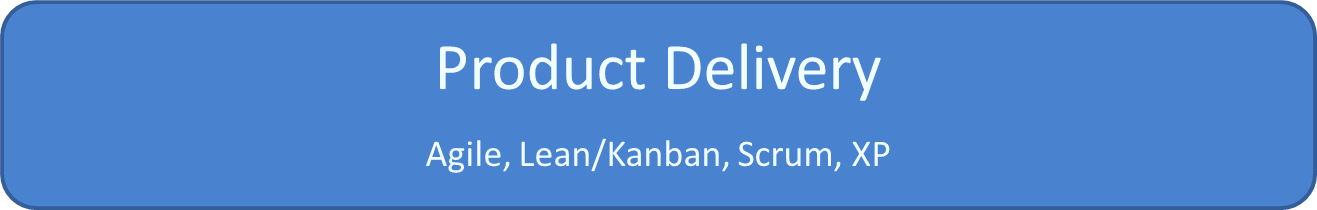 Product Delivery
Agile, Lean/Kanban, Scrum, XP